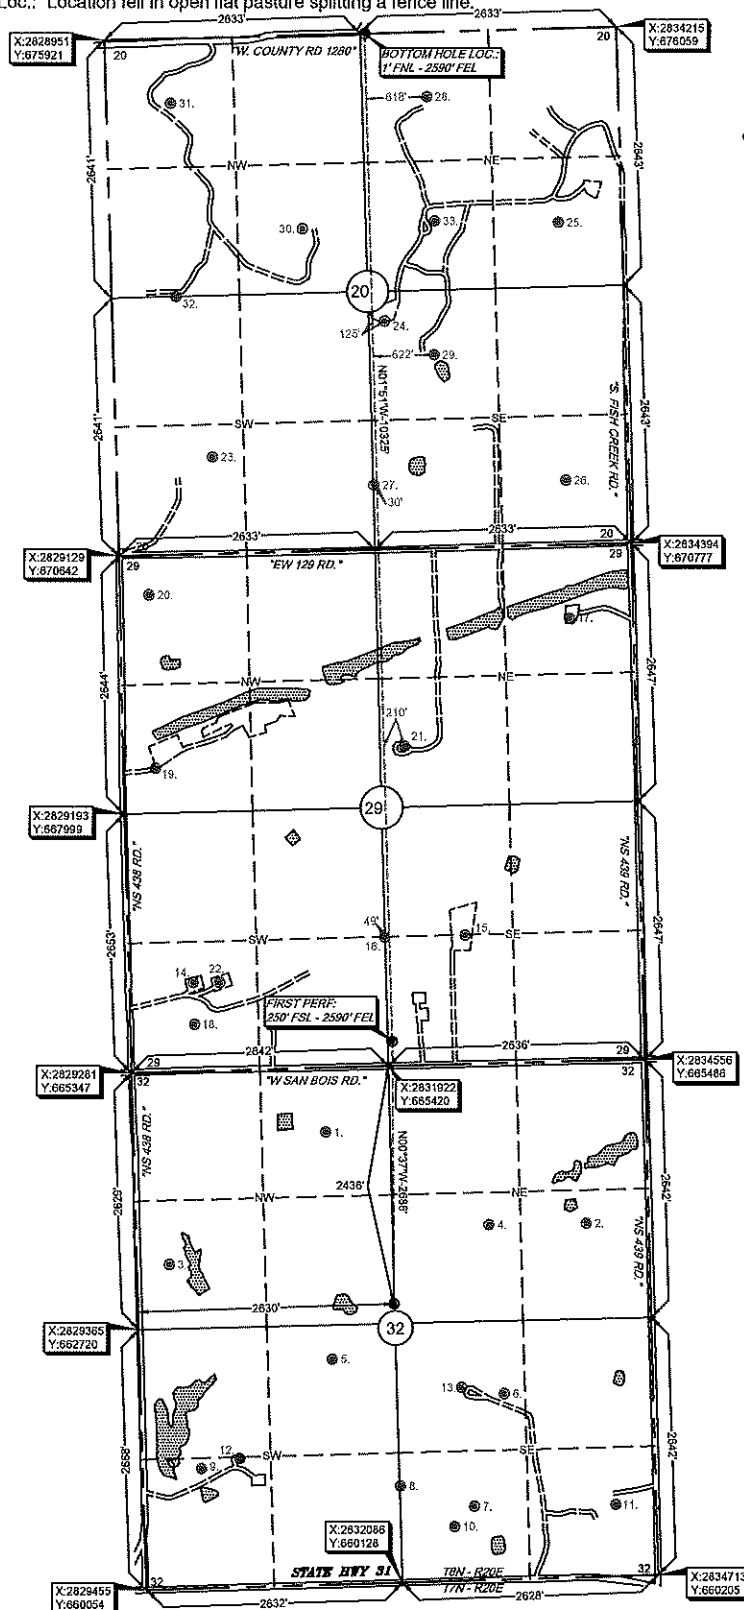 Loc.: Location fell in open flat pasture splitting a fence line.
2633'
2633'
X:2828951
Y:675921
X:2834215
Y:676059
20
"W. COUNTY RD 1280"
20
BOTTOM HOLE LOC.:
1' FNL - 2590' FEL
31.
618'
28.
2641'
2643'
NW
NE
30.
33.
25.
20
32.
125'
24.
622'
29.
N01°51'W-10325'
"S. FISH CREEK RD."
2641'
2643'
SW
SE
23.
27.
30'
26.
2633'
2633'
20
20
X:2829129
Y:670642
X:2834394
Y:670777
29
"EW 129 RD."
29
20.
17.
2644'
2647'
NW
NE
210'
21.
19.
29
X:2829193
Y:667999
"NS 438 RD."
"NS 439 RD."
49'
15.
16.
SW
SE
2653'
2647'
14.
22.
18.
FIRST PERF:
250' FSL - 2590' FEL
29
2642'
2636'
29
X:2829281
Y:665347
X:2834556
Y:665486
32
"W SAN BOIS RD."
32
X:2831922
Y:665420
1.
"NS 438 RD."
N00°37'W-2686'
2436'
2629'
2642'
NW
NE
4.
2.
"NS 439 RD."
3.
2630'
32
X:2829365
Y:662720
5.
13.
6.
2668'
2642'
12.
SW
SE
9.
8.
7.
10.
11.
X:2832086
Y:660128
STATE HWY 31
T8N - R20E
T7N - R20E
32
32
X:2829455
Y:660054
X:2834713
Y:660205
2632'
2628'